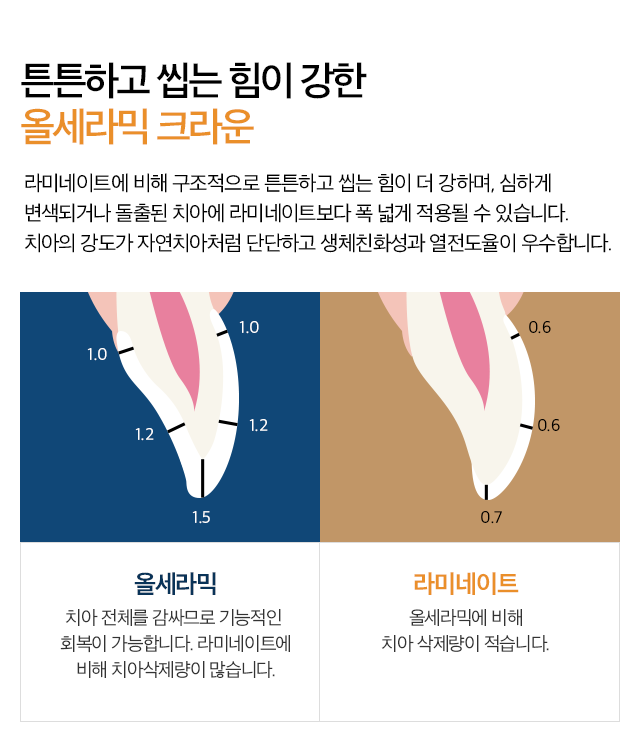 튼튼하고 씹는 힘이 강한
올세라믹 크라운
라미네이트에 비해 구조적으로 튼튼하고 씹는 힘이 더 강하며, 심하게
변색되거나 돌출된 치아에 라미네이트보다 폭 넓게 적용될 수 있습니다.
치아의 강도가 자연치아처럼 단단하고 생체친화성과 열전도율이 우수합니다.
1.0
1.0
1.2
1.2
1.5
0.6
0.6
0.7
올세라믹
치아 전체를 감싸므로 기능적인
회복이 가능합니다. 라미네이트에
비해 치아삭제량이 많습니다.
라미네이트
올세라믹에 비해
치아 삭제량이 적습니다.